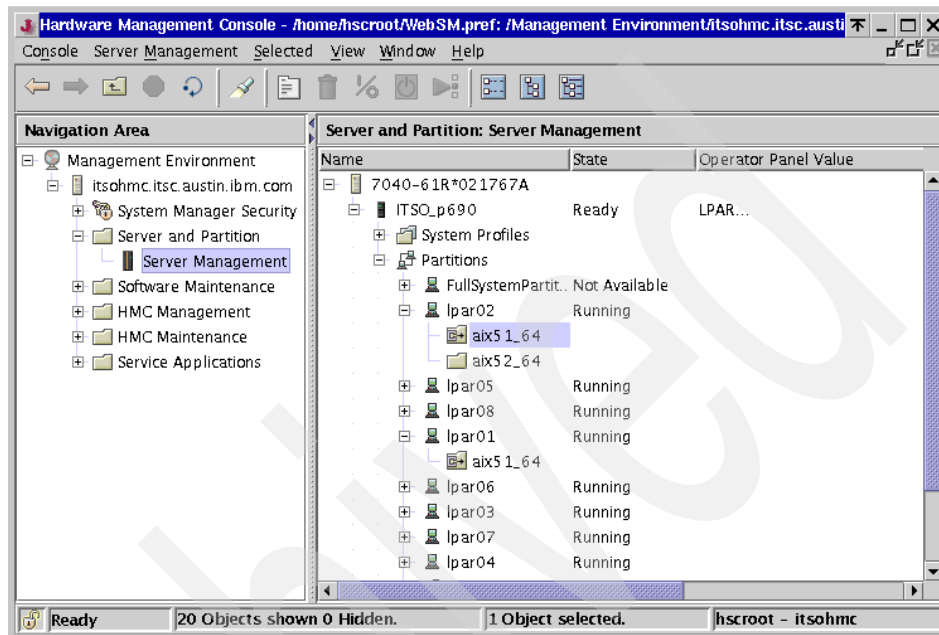 Hardware Management Console - /home/hscroot/WebSM.pref: /Management Environment/itsohmc.itsc.austi
Console Server Management Selected View Window Help
Navigation Area
Management Environment
itsohmc.itsc.austin.ibm.com
System Manager Security
Server and Partition
Server Management
Software Maintenance
HMC Management
HMC Maintenance
Service Applications
Server and Partition: Server Management
Name State Operator Panel Value
7040-61R*021767A
ITSO_p690 Ready LPAR...
System Profiles
Partitions
FullSystemPartit.. Not Available
lpar02 Running
aix51_64
aix52_64
lpar05 Running
lpar08 Running
lpar01 Running
aix51_64
lpar06 Running
lpar03 Running
lpar07 Running
lpar04 Running
Ready 20 Objects shown 0 Hidden. 1 Object selected. hscroot - itsohmc